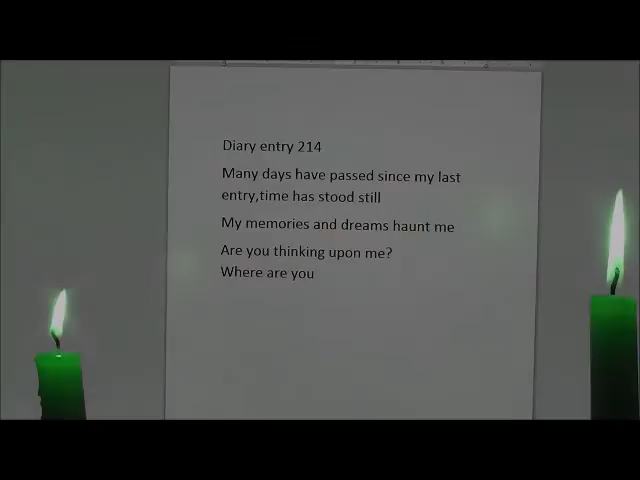 Diary entry 214
Many days have passed since my last
entry,time has stood still
My memories and dreams haunt me
Are you thinking upon me?
Where are you